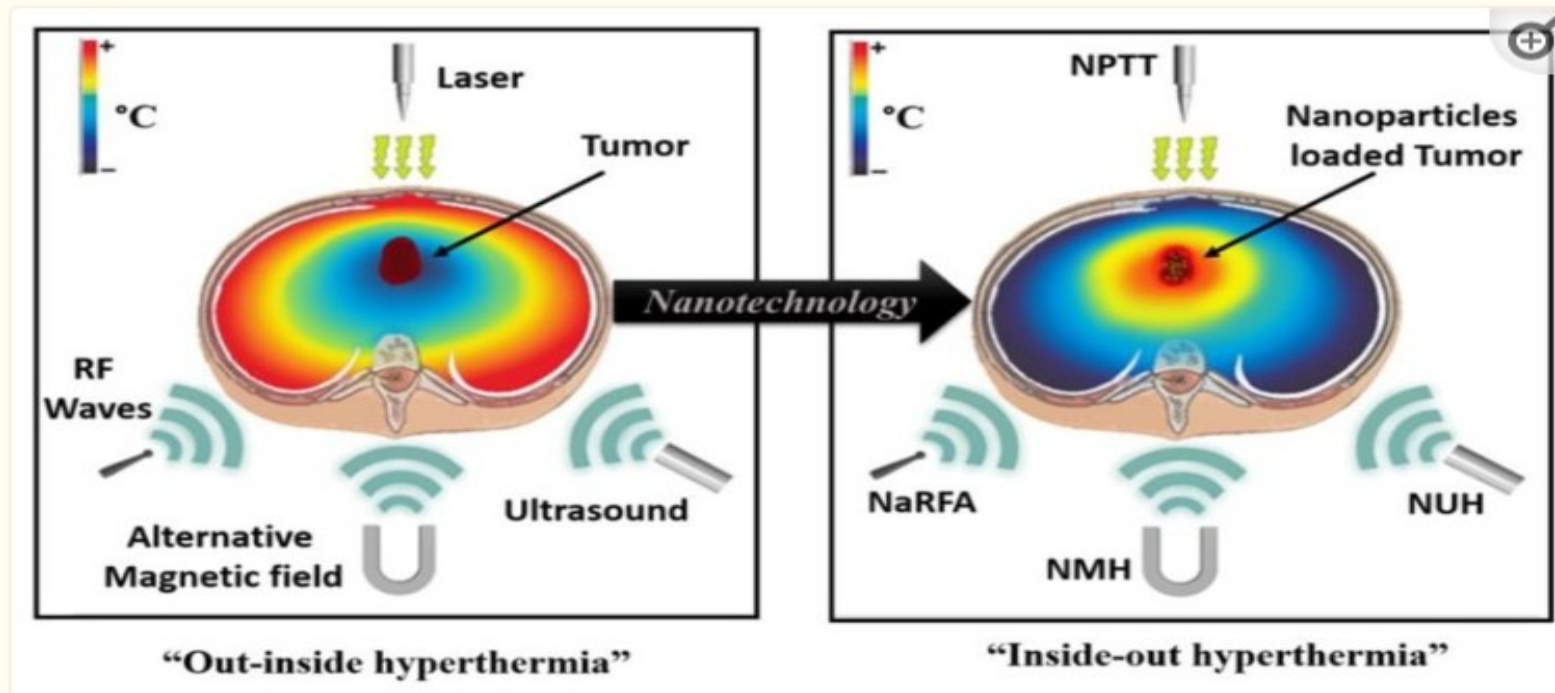 +
°C
−
Laser
Tumor
RF
Waves
Alternative
Magnetic field
Ultrasound
“Out-inside hyperthermia”
Nanotechnology
+
°C
−
NPTT
Nanoparticles
loaded Tumor
NaRFA
NMH
NUH
“Inside-out hyperthermia”